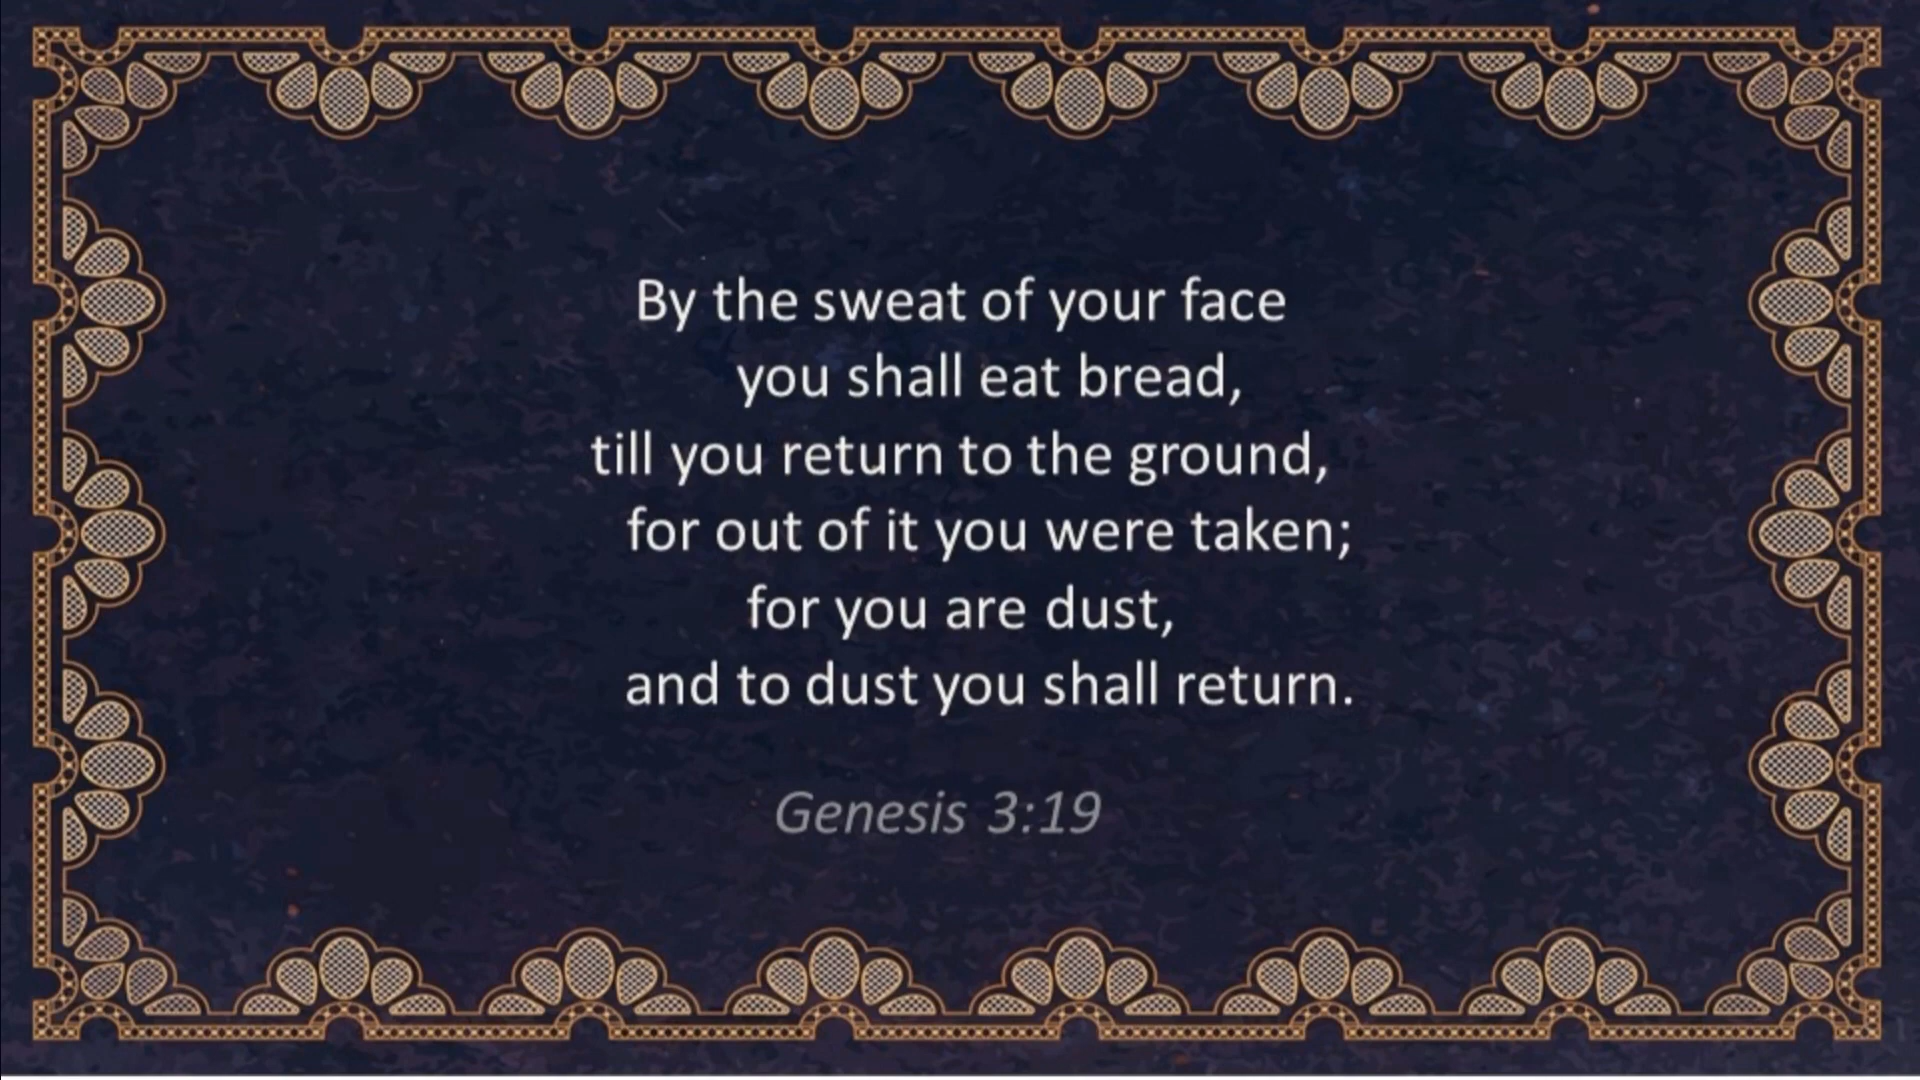 By the sweat of your face
you shall eat bread,
till you return to the ground,
for out of it you were taken;
for you are dust,
and to dust you shall return.
Genesis 3:19